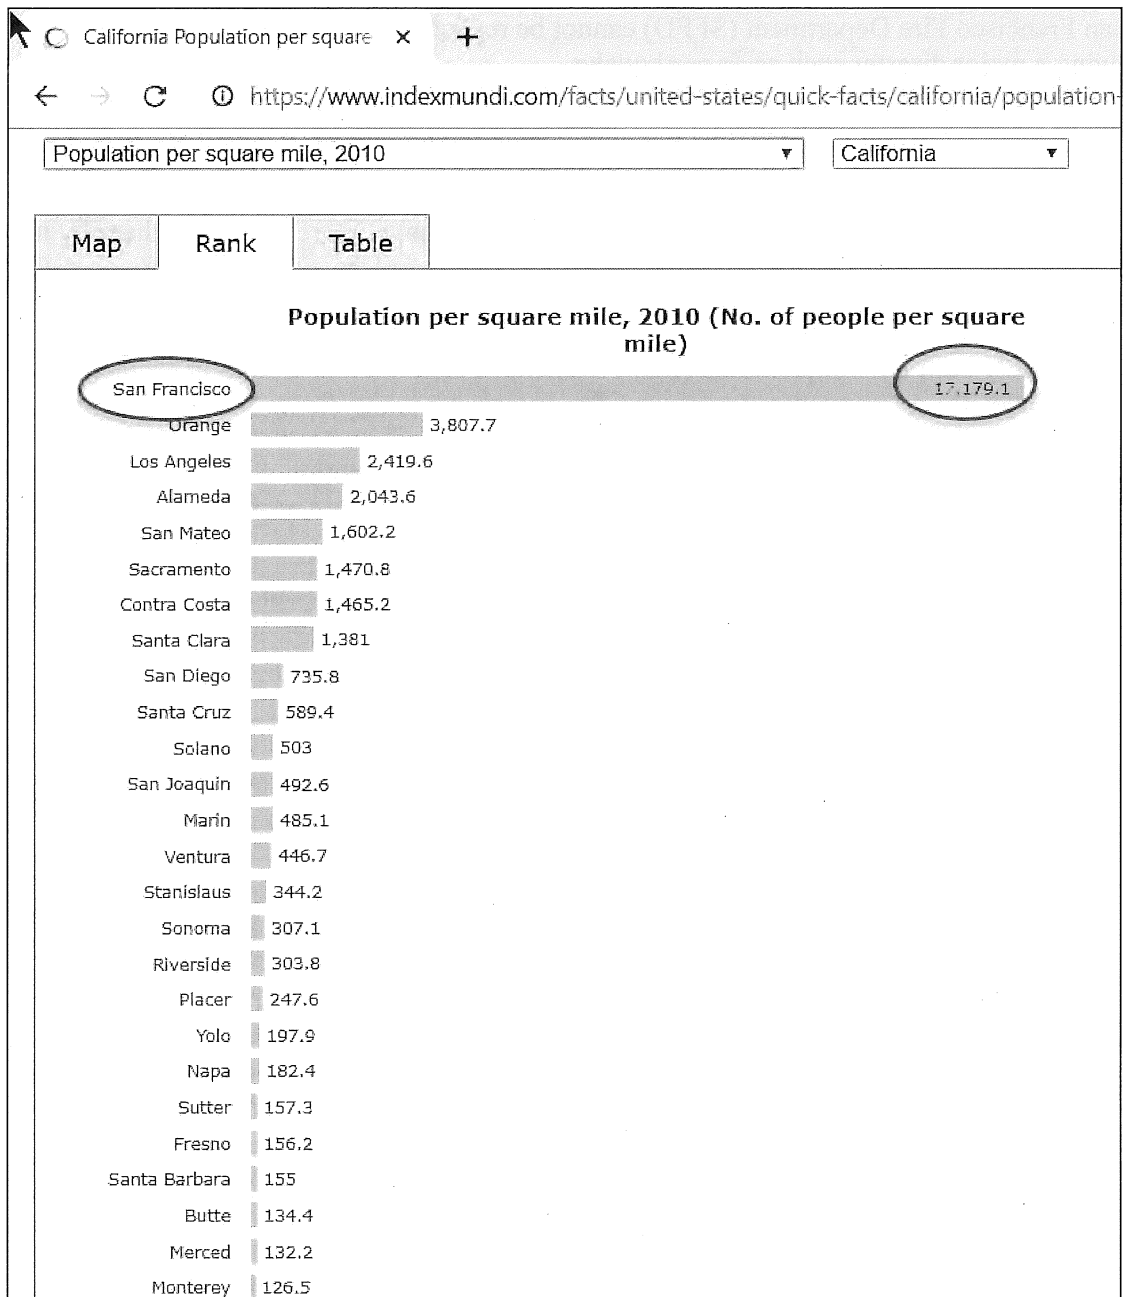 California Population per square × +
https://www.indexmundi.com/facts/united-states/quick-facts/california/population-
Population per square mile, 2010 California
Map Rank Table
Population per square mile, 2010 (No. of people per square
mile)
San Francisco 17,179.1
Orange 3,807.7
Los Angeles 2,419.6
Alameda 2,043.6
San Mateo 1,602.2
Sacramento 1,470.8
Contra Costa 1,465.2
Santa Clara 1,381
San Diego 735.8
Santa Cruz 589.4
Solano 503
San Joaquin 492.6
Marin 485.1
Ventura 446.7
Stanislaus 344.2
Sonoma 307.1
Riverside 303.8
Placer 247.6
Yolo 197.9
Napa 182.4
Sutter 157.3
Fresno 156.2
Santa Barbara 155
Butte 134.4
Merced 132.2
Monterey 126.5